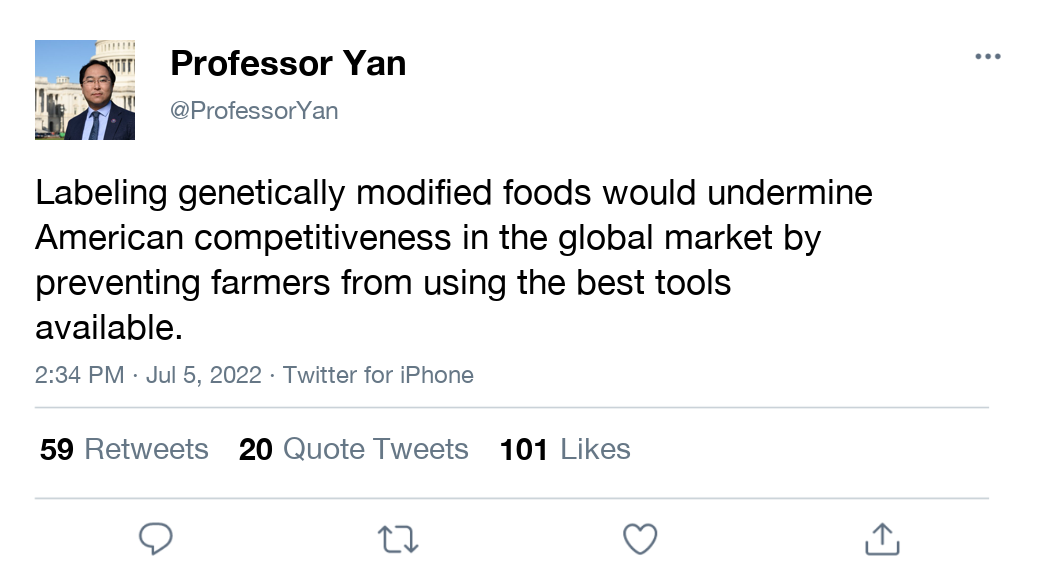 Professor Yan
@ProfessorYan
Labeling genetically modified foods would undermine
American competitiveness in the global market by
preventing farmers from using the best tools
available.
2:34 PM · Jul 5, 2022 · Twitter for iPhone
59 Retweets 20 Quote Tweets 101 Likes